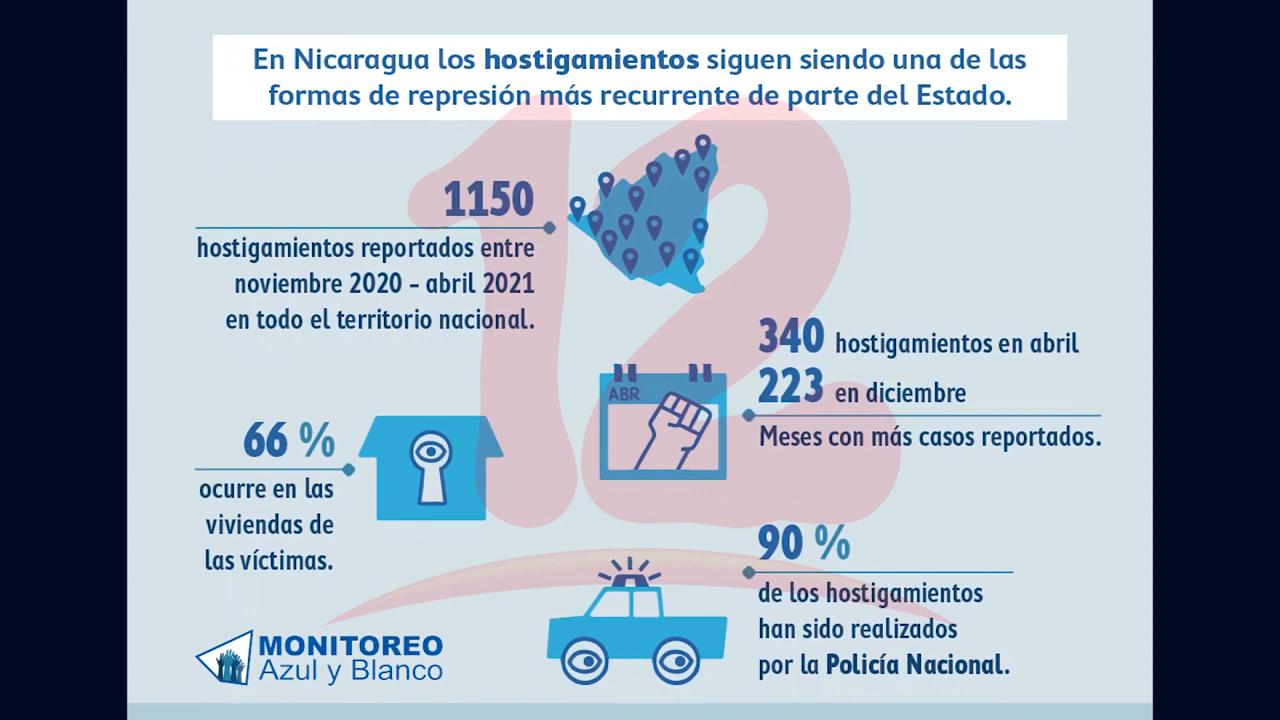 En Nicaragua los hostigamientos siguen siendo una de las
formas de represión más recurrente de parte del Estado.
1150
hostigamientos reportados entre
noviembre 2020 - abril 2021
en todo el territorio nacional.
340 hostigamientos en abril
223 en diciembre
Meses con más casos reportados.
ABR
66 %
ocurre en las
viviendas de
las víctimas.
90 %
de los hostigamientos
han sido realizados
por la Policía Nacional.
MONITOREO
Azul y Blanco
12